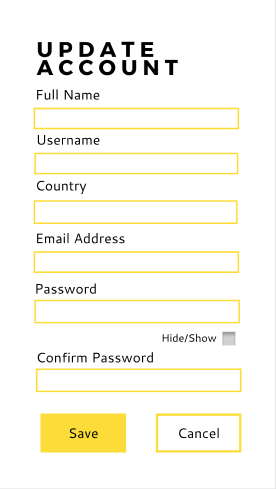 UPDATE
ACCOUNT
Full Name
Username
Country
Email Address
Password
Hide/Show
Confirm Password
Save Cancel